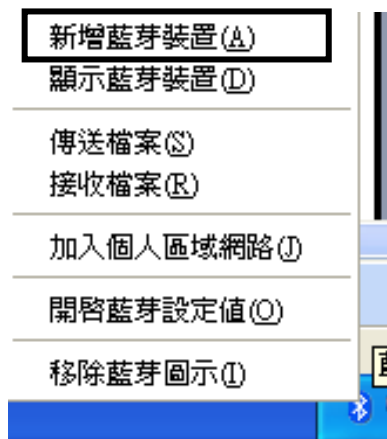 新增藍芽裝置(A)
顯示藍芽裝置(D)
傳送檔案(S)
接收檔案(R)
加入個人區域網路(J)
開啓藍芽設定值(O)
移除藍芽圖示(I)